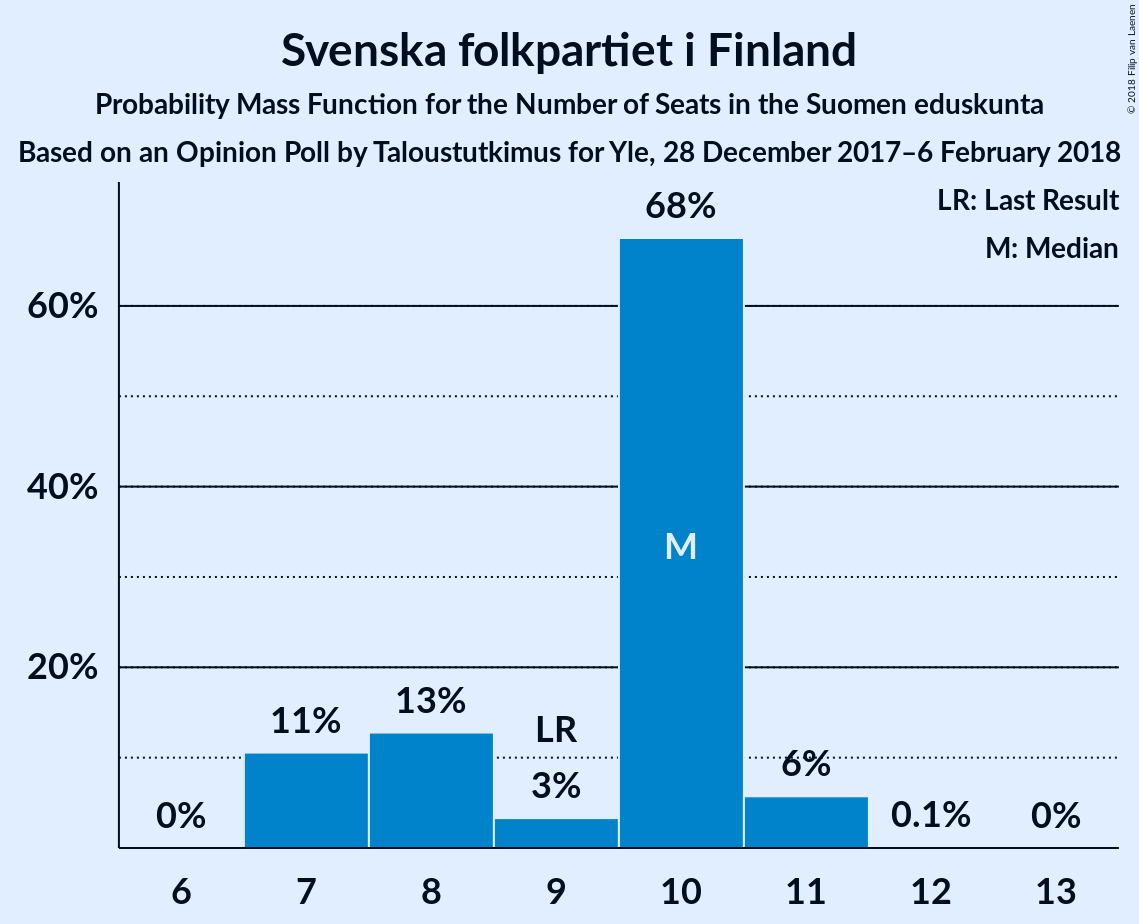 Svenska folkpartiet i Finland
Probability Mass Function for the Number of Seats in the Suomen eduskunta
Based on an Opinion Poll by Taloustutkimus for Yle, 28 December 2017–6 February 2018
© 2018 Filip van Laenen
LR: Last Result
M: Median
60%
40%
20%
0%
11%
13%
LR
3%
68%
M
6%
0.1%
0%
6 7 8 9 10 11 12 13